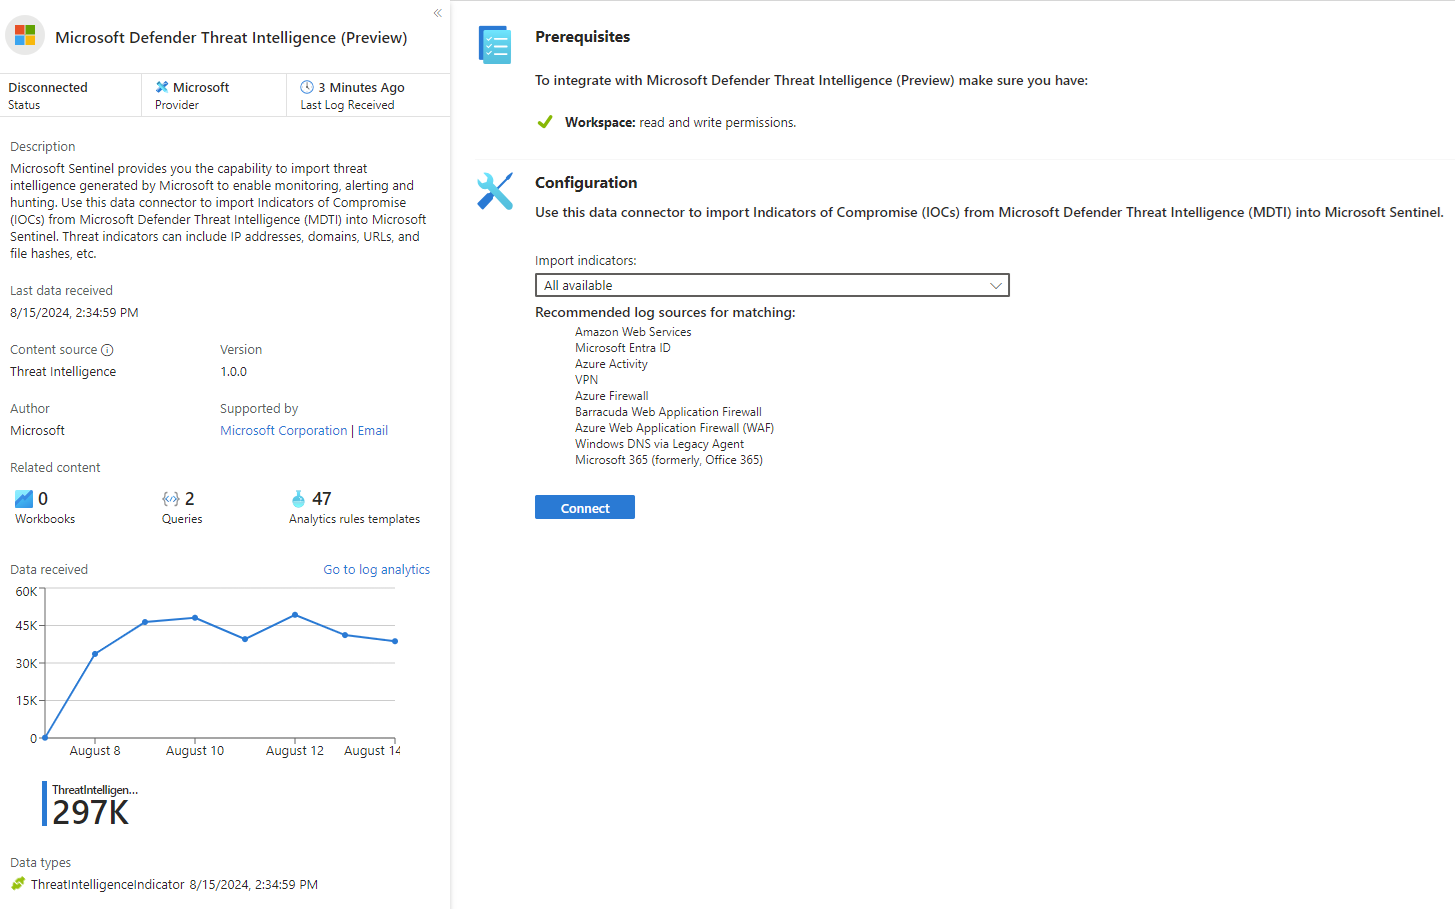 «
Microsoft Defender Threat Intelligence (Preview)
Disconnected
Status
Microsoft
Provider
3 Minutes Ago
Last Log Received
Description
Microsoft Sentinel provides you the capability to import threat
intelligence generated by Microsoft to enable monitoring, alerting and
hunting. Use this data connector to import Indicators of Compromise
(IOCs) from Microsoft Defender Threat Intelligence (MDTI) into Microsoft
Sentinel. Threat indicators can include IP addresses, domains, URLs, and
file hashes, etc.
Last data received
8/15/2024, 2:34:59 PM
Content source
Version
Threat Intelligence
1.0.0
Author
Supported by
Microsoft
Microsoft Corporation | Email
Related content
0
Workbooks
2
Queries
47
Analytics rules templates
Data received
Go to log analytics
60K
45K
30K
15K
0
August 8
August 10
August 12
August 14
ThreatIntelligen...
297K
Data types
ThreatIntelligenceIndicator 8/15/2024, 2:34:59 PM
Prerequisites
To integrate with Microsoft Defender Threat Intelligence (Preview) make sure you have:
Workspace: read and write permissions.
Configuration
Use this data connector to import Indicators of Compromise (IOCs) from Microsoft Defender Threat Intelligence (MDTI) into Microsoft Sentinel.
Import indicators:
All available
Recommended log sources for matching:
Amazon Web Services
Microsoft Entra ID
Azure Activity
VPN
Azure Firewall
Barracuda Web Application Firewall
Azure Web Application Firewall (WAF)
Windows DNS via Legacy Agent
Microsoft 365 (formerly, Office 365)
Connect